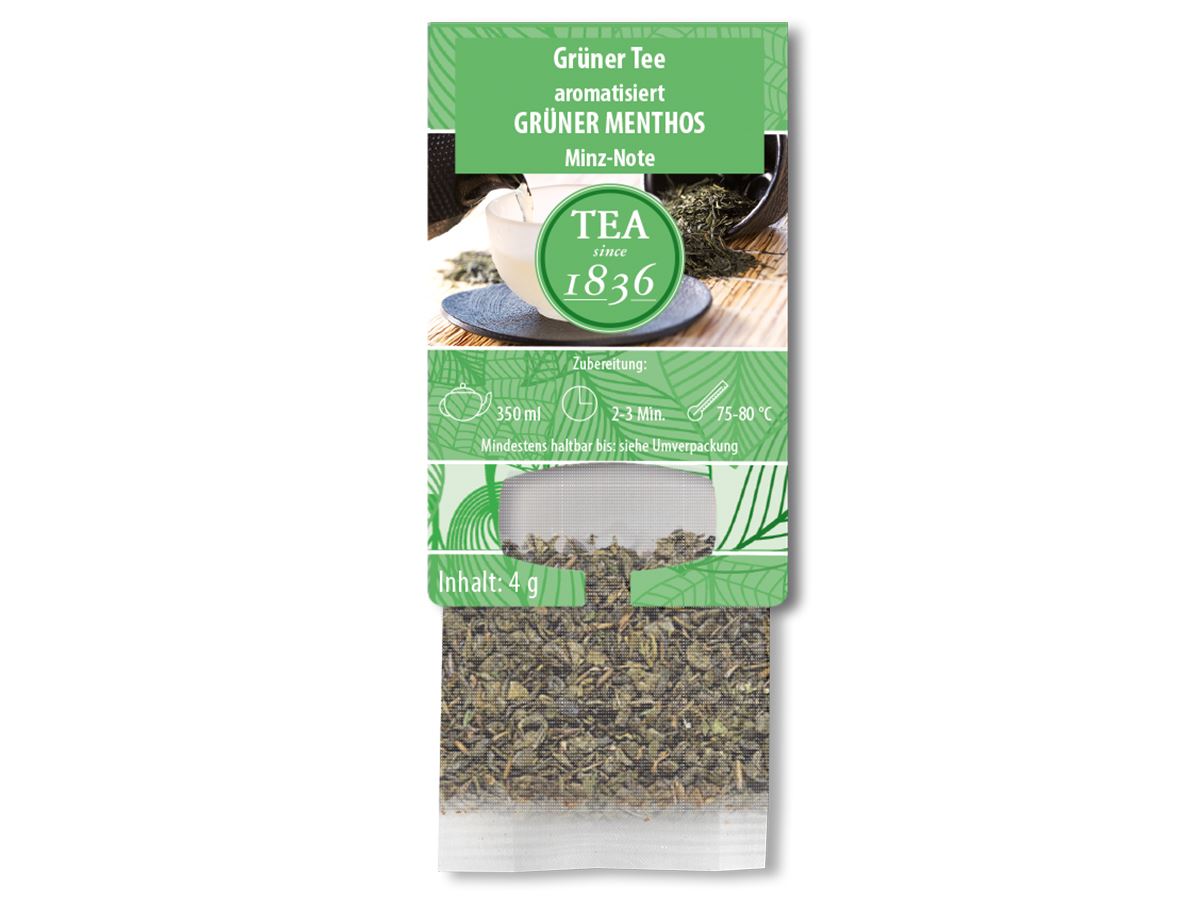 Grüner Tee
aromatisiert
GRÜNER MENTHOS
Minz-Note
TEA
since
1836
Zubereitung:
350 ml 2-3 Min. 75-80 °C
Mindestens haltbar bis: siehe Umverpackung
Inhalt: 4 g